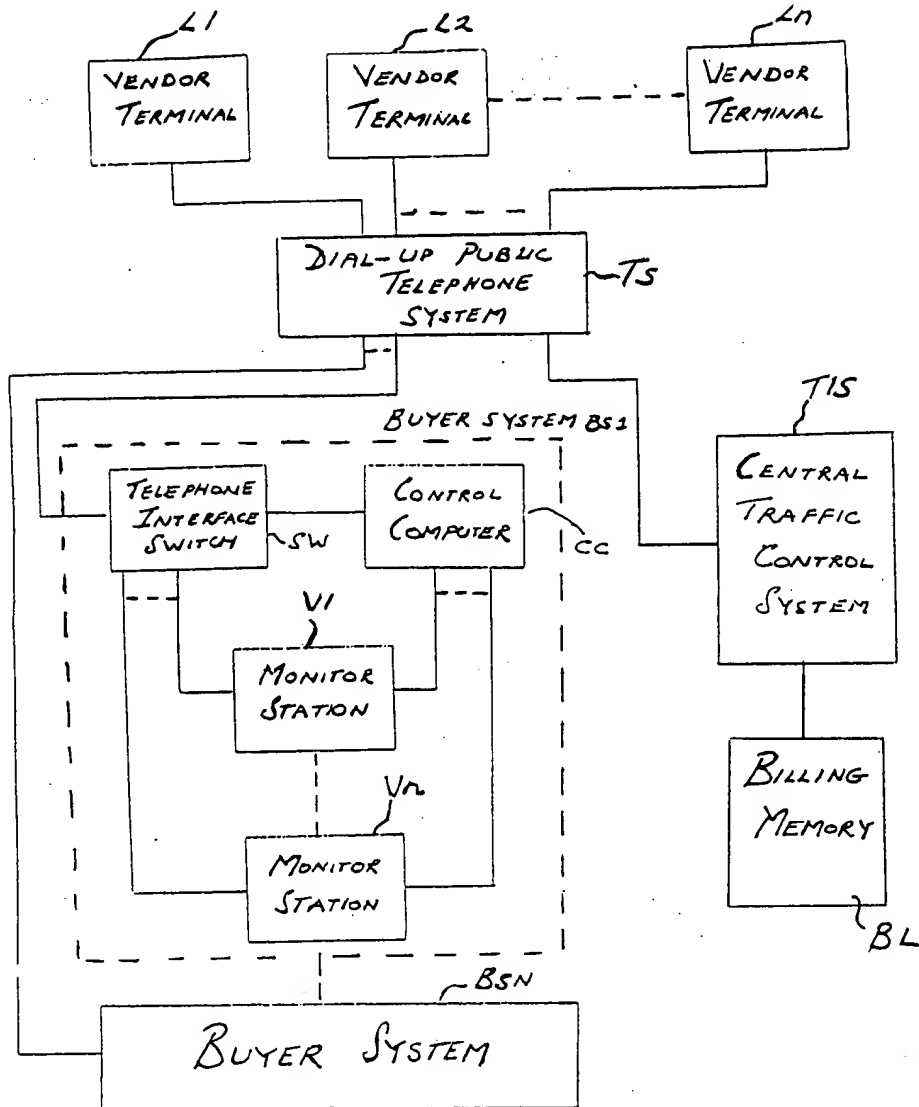 L1
L2
Ln
VENDOR
TERMINAL
VENDOR
TERMINAL
VENDOR
TERMINAL
DIAL-UP PUBLIC
TELEPHONE
SYSTEM
TS
BUYER SYSTEM BS1
T1S
TELEPHONE
INTERFACE
SWITCH
SW
CONTROL
COMPUTER
CC
CENTRAL
TRAFFIC
CONTROL
SYSTEM
V1
MONITOR
STATION
Vn
MONITOR
STATION
BILLING
MEMORY
BL
BSN
BUYER SYSTEM